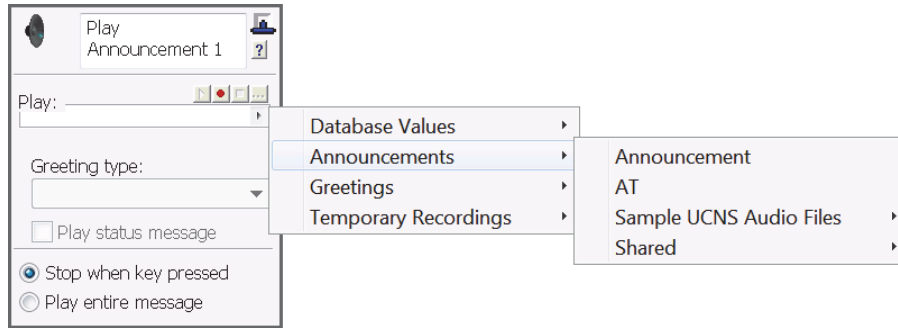 Play
Announcement 1
?
Play:
...
Greeting type:
Play status message
Stop when key pressed
Play entire message
Database Values
Announcements
Greetings
Temporary Recordings
Announcement
AT
Sample UCNS Audio Files
Shared